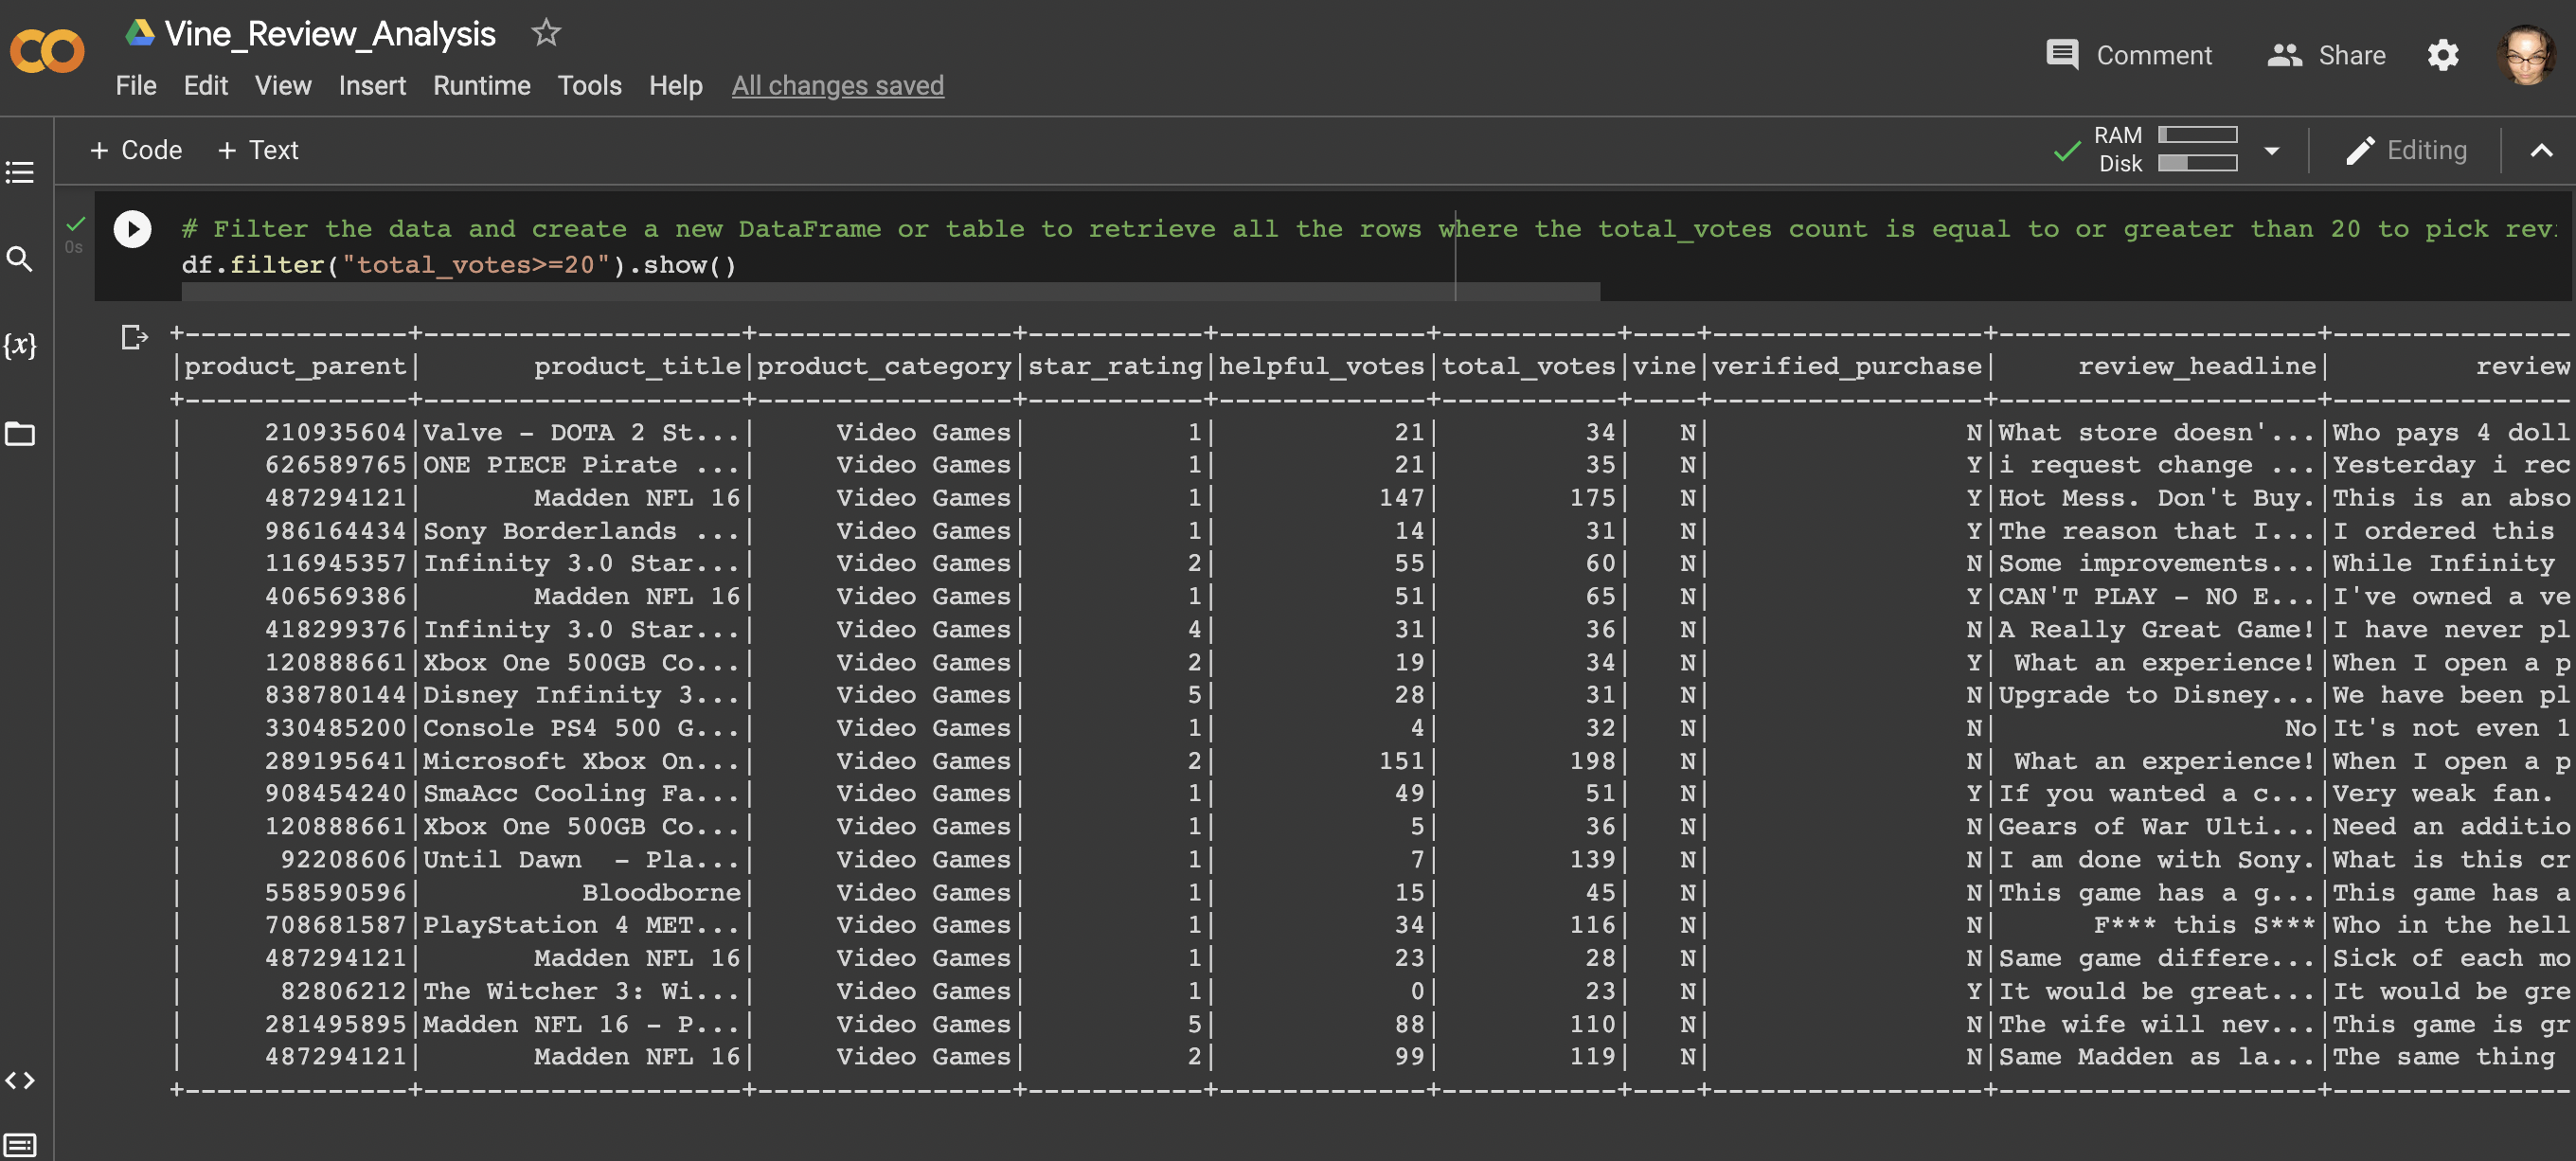 Vine_Review_Analysis
File Edit View Insert Runtime Tools Help All changes saved
Comment Share
+ Code + Text
RAM
Disk
Editing
0s
# Filter the data and create a new DataFrame or table to retrieve all the rows where the total_votes count is equal to or greater than 20 to pick rev
df.filter("total_votes>=20").show()
+--------------+--------------------+----------------+-----------+-------------+-----------+----+-----------------+--------------------+---------------
|product_parent|       product_title|product_category|star_rating|helpful_votes|total_votes|vine|verified_purchase|     review_headline|         review
+--------------+--------------------+----------------+-----------+-------------+-----------+----+-----------------+--------------------+---------------
|     210935604|Valve - DOTA 2 St...|     Video Games|          1|           21|         34|   N|                N|What store doesn'...|Who pays 4 doll
|     626589765|ONE PIECE Pirate ...|     Video Games|          1|           21|         35|   N|                Y|i request change ...|Yesterday i rec
|     487294121|       Madden NFL 16|     Video Games|          1|          147|        175|   N|                Y|Hot Mess. Don't Buy.|This is an abso
|     986164434|Sony Borderlands ...|     Video Games|          1|           14|         31|   N|                Y|The reason that I...|I ordered this
|     116945357|Infinity 3.0 Star...|     Video Games|          2|           55|         60|   N|                N|Some improvements...|While Infinity
|     406569386|       Madden NFL 16|     Video Games|          1|           51|         65|   N|                Y|CAN'T PLAY - NO E...|I've owned a ve
|     418299376|Infinity 3.0 Star...|     Video Games|          4|           31|         36|   N|                N|A Really Great Game!|I have never pl
|     120888661|Xbox One 500GB Co...|     Video Games|          2|           19|         34|   N|                Y| What an experience!|When I open a p
|     838780144|Disney Infinity 3...|     Video Games|          5|           28|         31|   N|                N|Upgrade to Disney...|We have been pl
|     330485200|Console PS4 500 G...|     Video Games|          1|            4|         32|   N|                N|                  No|It's not even 1
|     289195641|Microsoft Xbox On...|     Video Games|          2|          151|        198|   N|                N| What an experience!|When I open a p
|     908454240|SmaAcc Cooling Fa...|     Video Games|          1|           49|         51|   N|                Y|If you wanted a c...|Very weak fan.
|     120888661|Xbox One 500GB Co...|     Video Games|          1|            5|         36|   N|                N|Gears of War Ulti...|Need an additio
|      92208606|Until Dawn  - Pla...|     Video Games|          1|            7|        139|   N|                N|I am done with Sony.|What is this cr
|     558590596|          Bloodborne|     Video Games|          1|           15|         45|   N|                N|This game has a g...|This game has a
|     708681587|PlayStation 4 MET...|     Video Games|          1|           34|        116|   N|                N|      F*** this S***|Who in the hell
|     487294121|       Madden NFL 16|     Video Games|          1|           23|         28|   N|                N|Same game differe...|Sick of each mo
|      82806212|The Witcher 3: Wi...|     Video Games|          1|            0|         23|   N|                Y|It would be great...|It would be gre
|     281495895|Madden NFL 16 - P...|     Video Games|          5|           88|        110|   N|                N|The wife will nev...|This game is gr
|     487294121|       Madden NFL 16|     Video Games|          2|           99|        119|   N|                N|Same Madden as la...|The same thing
+--------------+--------------------+----------------+-----------+-------------+-----------+----+-----------------+--------------------+---------------